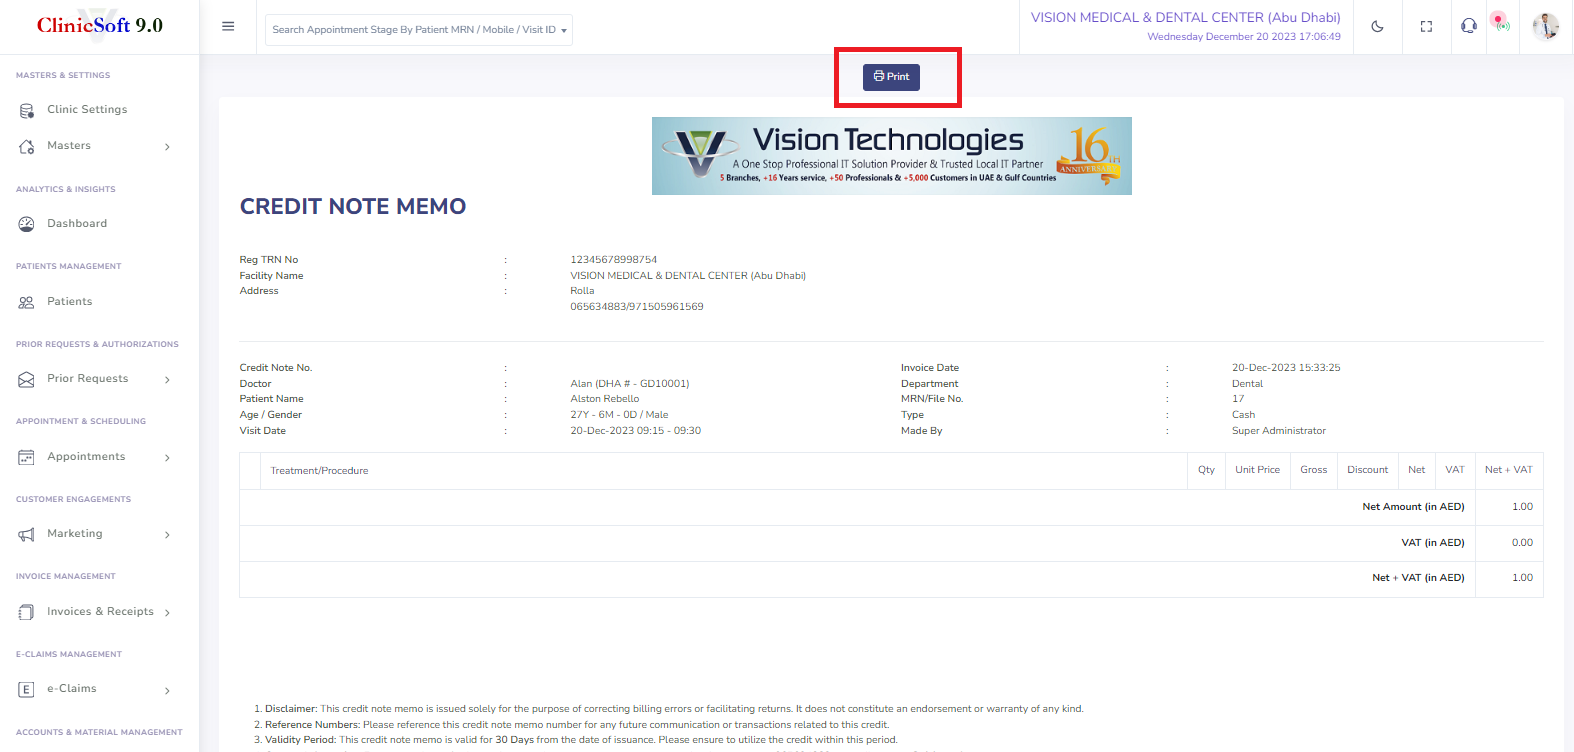 ClinicSoft 9.0
Search Appointment Stage By Patient MRN / Mobile / Visit ID
VISION MEDICAL & DENTAL CENTER (Abu Dhabi)
Wednesday December 20 2023 17:06:49
MASTERS & SETTINGS
Clinic Settings
Masters
ANALYTICS & INSIGHTS
Dashboard
PATIENTS MANAGEMENT
Patients
PRIOR REQUESTS & AUTHORIZATIONS
Prior Requests
APPOINTMENT & SCHEDULING
Appointments
CUSTOMER ENGAGEMENTS
Marketing
INVOICE MANAGEMENT
Invoices & Receipts
E-CLAIMS MANAGEMENT
E
e-Claims
ACCOUNTS & MATERIAL MANAGEMENT
Print
Vision Technologies
A One Stop Professional IT Solution Provider & Trusted Local IT Partner
5 Branches, +16 Years service, +50 Professionals & +5,000 Customers in UAE & Gulf Countries
16TH
ANNIVERSARY
CREDIT NOTE MEMO
Reg TRN No : 12345678998754
Facility Name : VISION MEDICAL & DENTAL CENTER (Abu Dhabi)
Address : Rolla
065634883/971505961569
Credit Note No. : Invoice Date : 20-Dec-2023 15:33:25
Doctor : Alan (DHA # - GD10001) Department : Dental
Patient Name : Alston Rebello MRN/File No. : 17
Age / Gender : 27Y - 6M - 0D / Male Type : Cash
Visit Date : 20-Dec-2023 09:15 - 09:30 Made By : Super Administrator
Treatment/Procedure Qty Unit Price Gross Discount Net VAT Net + VAT
Net Amount (in AED) 1.00
VAT (in AED) 0.00
Net + VAT (in AED) 1.00
1. Disclaimer: This credit note memo is issued solely for the purpose of correcting billing errors or facilitating returns. It does not constitute an endorsement or warranty of any kind.
2. Reference Numbers: Please reference this credit note memo number for any future communication or transactions related to this credit.
3. Validity Period: This credit note memo is valid for 30 Days from the date of issuance. Please ensure to utilize the credit within this period.